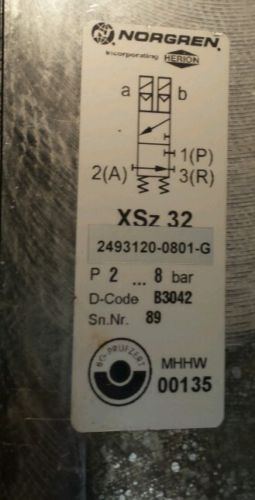 NORGREN
Incorporating HERION
a b
1(P)
2(A) 3(R)
XSz 32
2493120-0801-G
P 2 ... 8 bar
D-Code B3042
Sn.Nr. 89
BG-PRÜFZERT
MHHW
00135